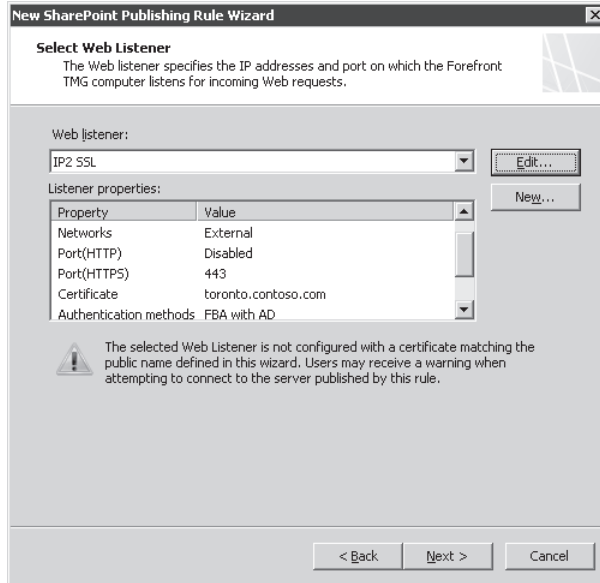 New SharePoint Publishing Rule Wizard
Select Web Listener
The Web listener specifies the IP addresses and port on which the Forefront
TMG computer listens for incoming Web requests.
Web listener:
IP2 SSL
Edit...
Listener properties:
New...
Property Value
Networks External
Port(HTTP) Disabled
Port(HTTPS) 443
Certificate toronto.contoso.com
Authentication methods FBA with AD
The selected Web Listener is not configured with a certificate matching the
public name defined in this wizard. Users may receive a warning when
attempting to connect to the server published by this rule.
< Back Next > Cancel